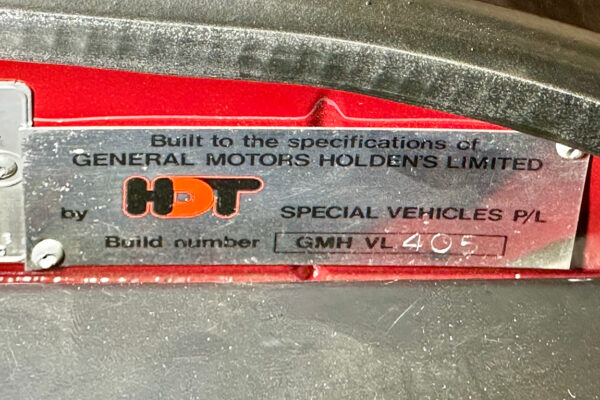 Built to the specifications of
GENERAL MOTORS HOLDEN'S LIMITED
by HDT SPECIAL VEHICLES P/L
Build number GMH VL 405